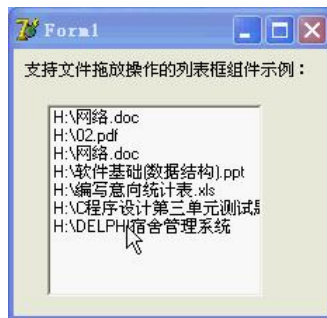 Form1
支持文件拖放操作的列表框组件示例：
H:\网络.doc
H:\02.pdf
H:\网络.doc
H:\软件基础(数据结构).ppt
H:\编写意向统计表.xls
H:\C程序设计第三单元测试
H:\DELPHI宿舍管理系统